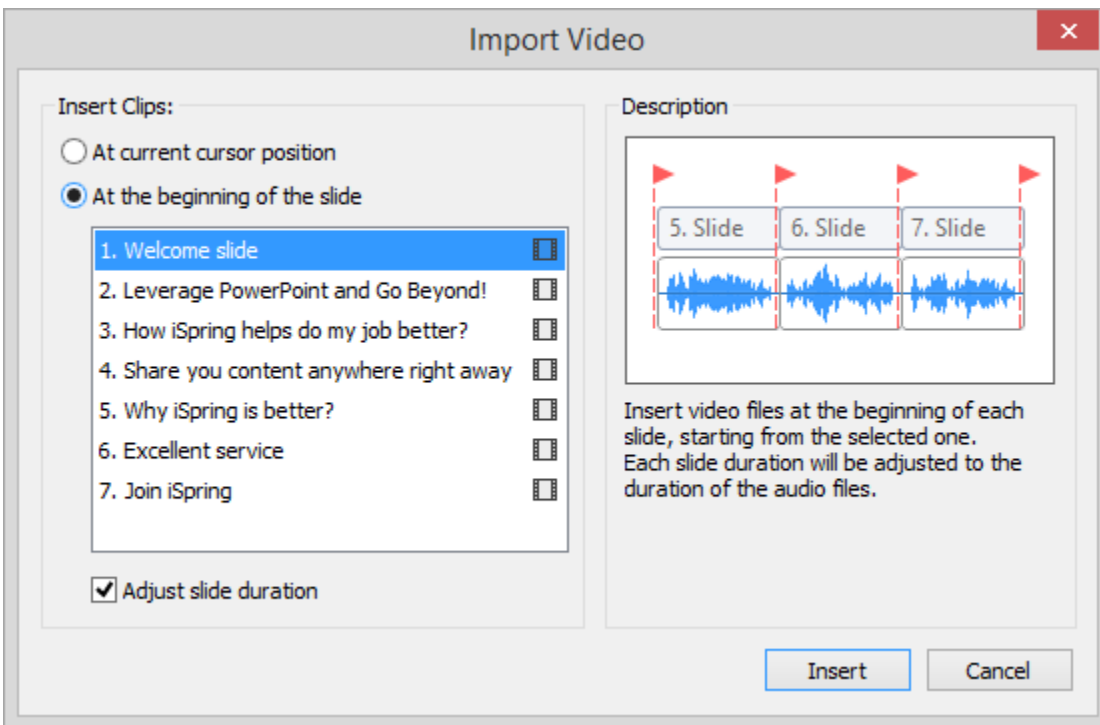 Import Video
Insert Clips:
At current cursor position
At the beginning of the slide
1. Welcome slide
2. Leverage PowerPoint and Go Beyond!
3. How iSpring helps do my job better?
4. Share you content anywhere right away
5. Why iSpring is better?
6. Excellent service
7. Join iSpring
Adjust slide duration
Description
5. Slide
6. Slide
7. Slide
Insert video files at the beginning of each
slide, starting from the selected one.
Each slide duration will be adjusted to the
duration of the audio files.
Insert
Cancel